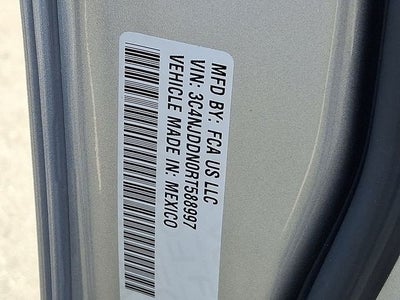 MFD BY: FCA US LLC
VIN: 3C4NJDDN0RT588997
VEHICLE MADE IN: MEXICO